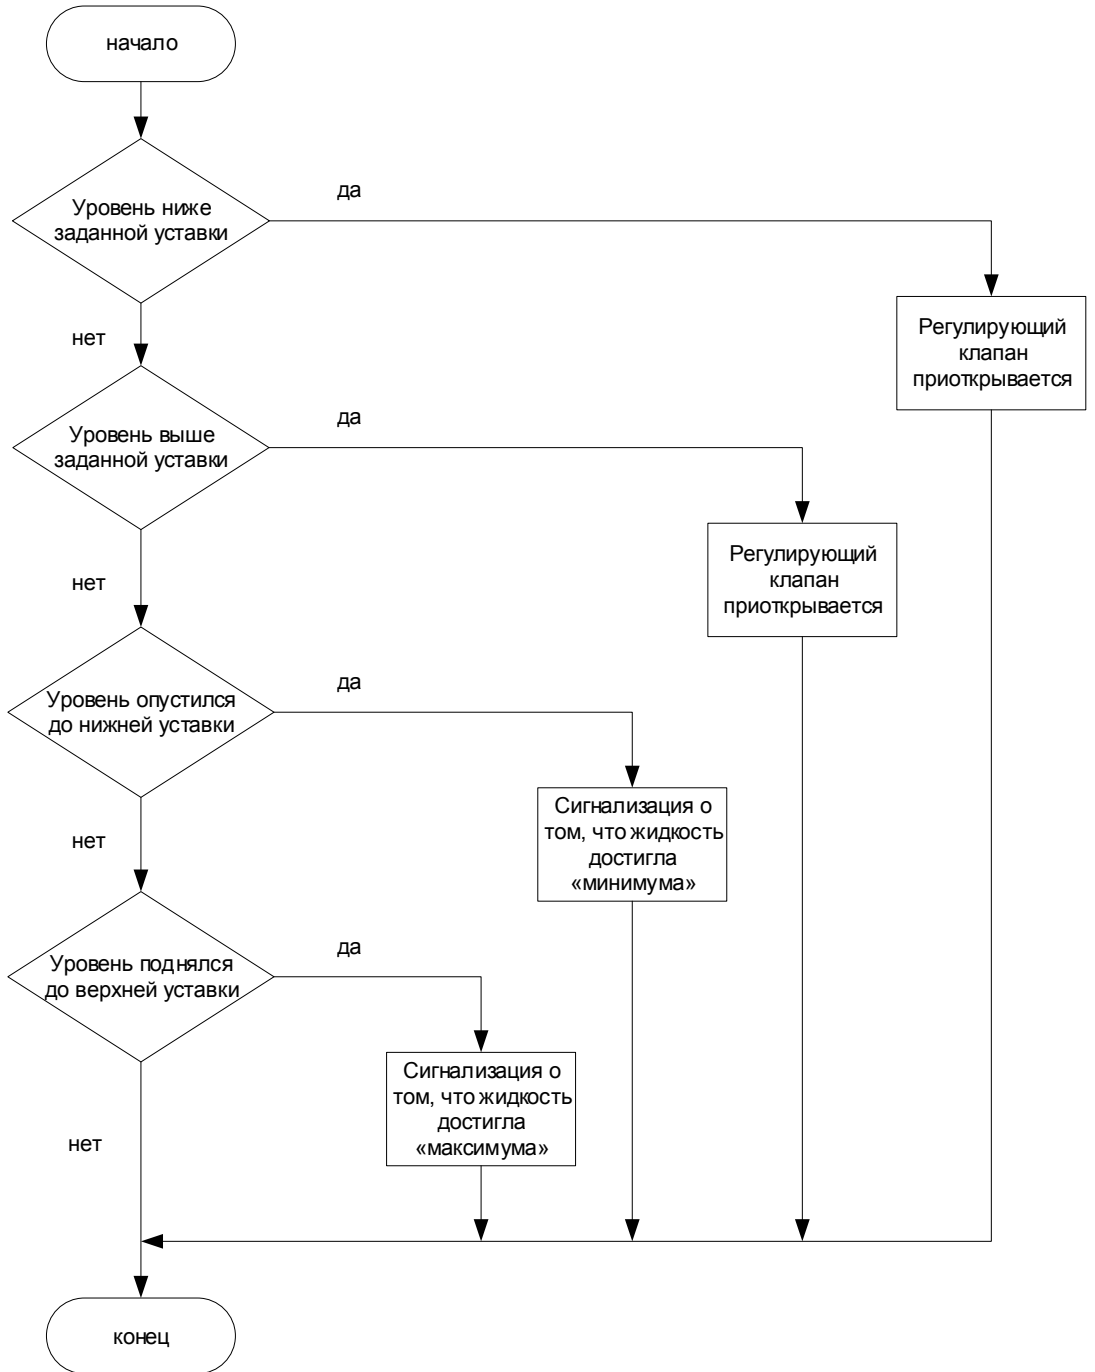 начало
Уровень ниже
заданной уставки
да
нет
Регулирующий
клапан
приоткрывается
Уровень выше
заданной уставки
да
нет
Регулирующий
клапан
приоткрывается
Уровень опустился
до нижней уставки
да
нет
Сигнализация о
том, что жидкость
достигла
«минимума»
Уровень поднялся
до верхней уставки
да
нет
Сигнализация о
том, что жидкость
достигла
«максимума»
конец